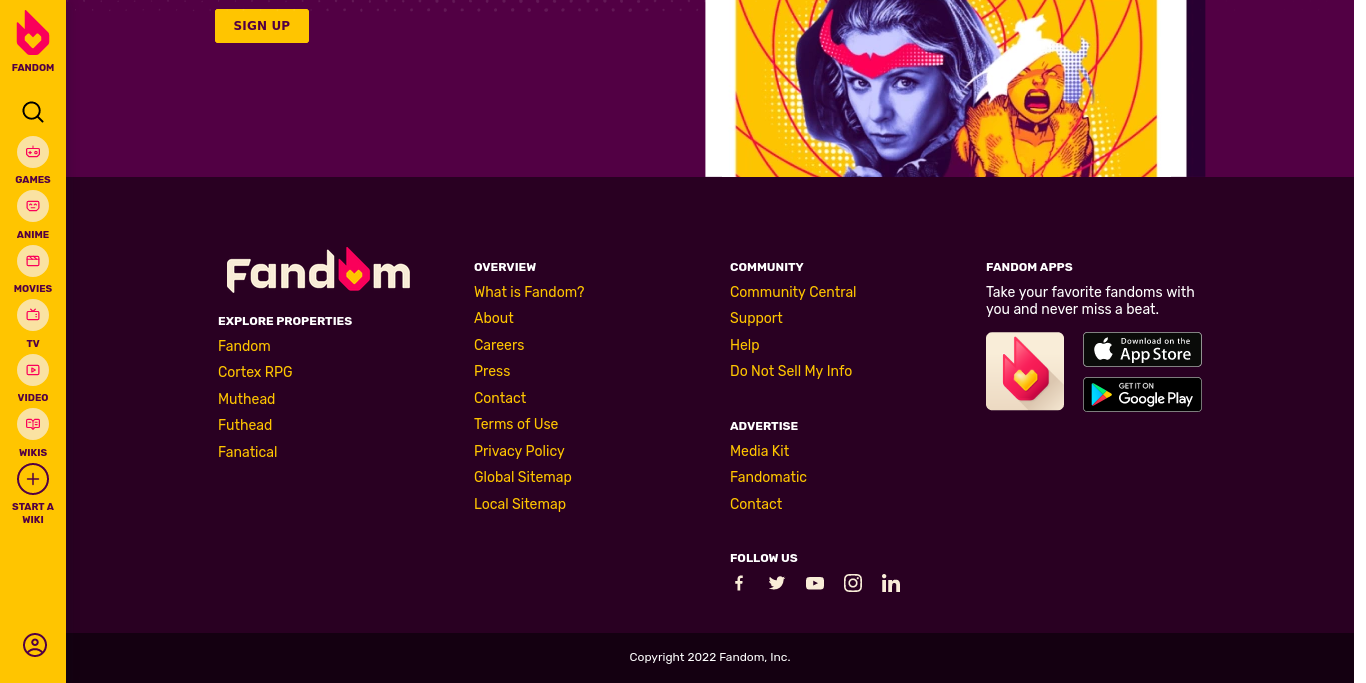 SIGN UP
FANDOM
GAMES
ANIME
MOVIES
TV
VIDEO
WIKIS
START A
WIKI
Fandom
EXPLORE PROPERTIES
Fandom
Cortex RPG
Muthead
Futhead
Fanatical
OVERVIEW
What is Fandom?
About
Careers
Press
Contact
Terms of Use
Privacy Policy
Global Sitemap
Local Sitemap
COMMUNITY
Community Central
Support
Help
Do Not Sell My Info
ADVERTISE
Media Kit
Fandomatic
Contact
FOLLOW US
FANDOM APPS
Take your favorite fandoms with
you and never miss a beat.
Download on the
App Store
GET IT ON
Google Play
Copyright 2022 Fandom, Inc.